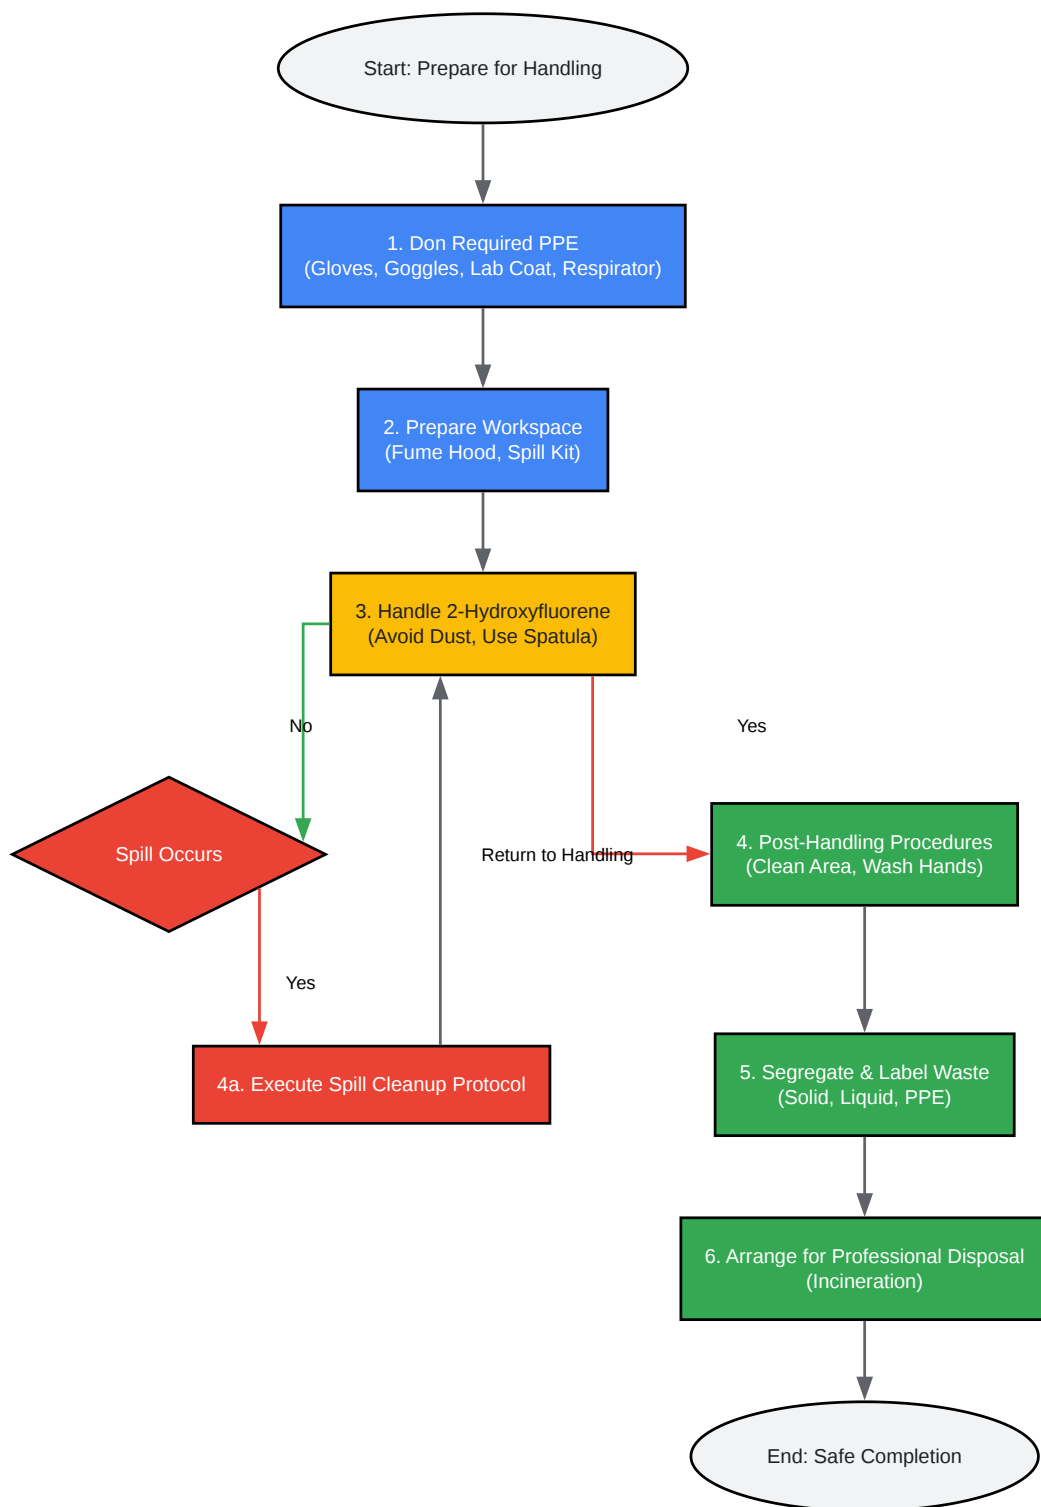 Start: Prepare for Handling
1. Don Required PPE
(Gloves, Goggles, Lab Coat, Respirator)
2. Prepare Workspace
(Fume Hood, Spill Kit)
3. Handle 2-Hydroxyfluorene
(Avoid Dust, Use Spatula)
No
Yes
Spill Occurs
Return to Handling
4. Post-Handling Procedures
(Clean Area, Wash Hands)
Yes
4a. Execute Spill Cleanup Protocol
5. Segregate & Label Waste
(Solid, Liquid, PPE)
6. Arrange for Professional Disposal
(Incineration)
End: Safe Completion